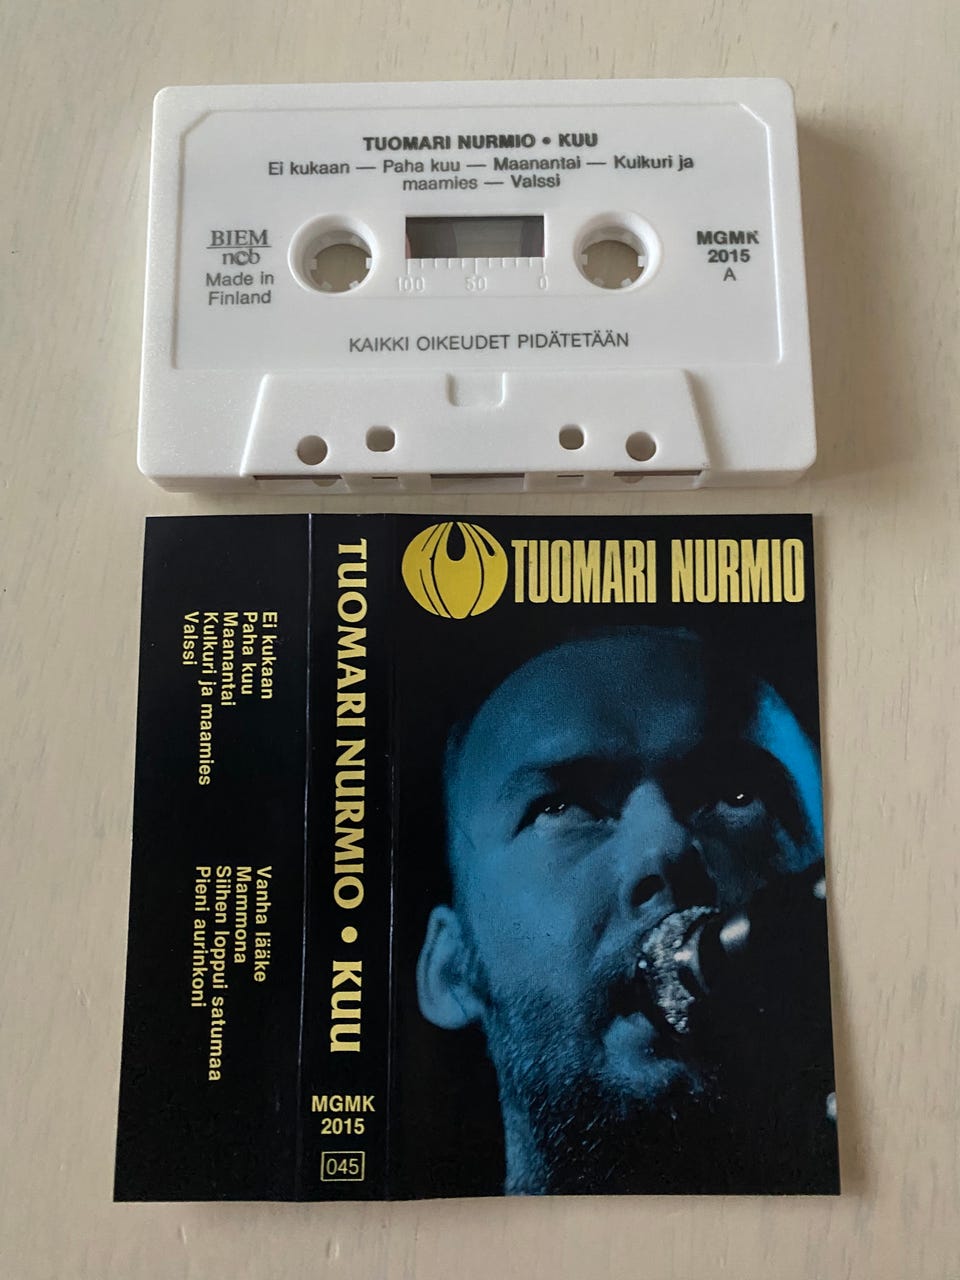 TUOMARI NURMIO • KUU
Ei kukaan — Paha kuu — Maanantai — Kulkuri ja
maamies — Valssi
BIEM
ncb
Made in
Finland
100 50 0
MGMK
2015
A
KAIKKI OIKEUDET PIDÄTETÄÄN
Ei kukaan
Paha kuu
Maanantai
Kulkuri ja maamies
Valssi
Vanha lääke
Mammona
Siihen loppui satumaa
Pieni aurinkoni
TUOMARI NURMIO • KUU
MGMK
2015
045
KUU
TUOMARI NURMIO